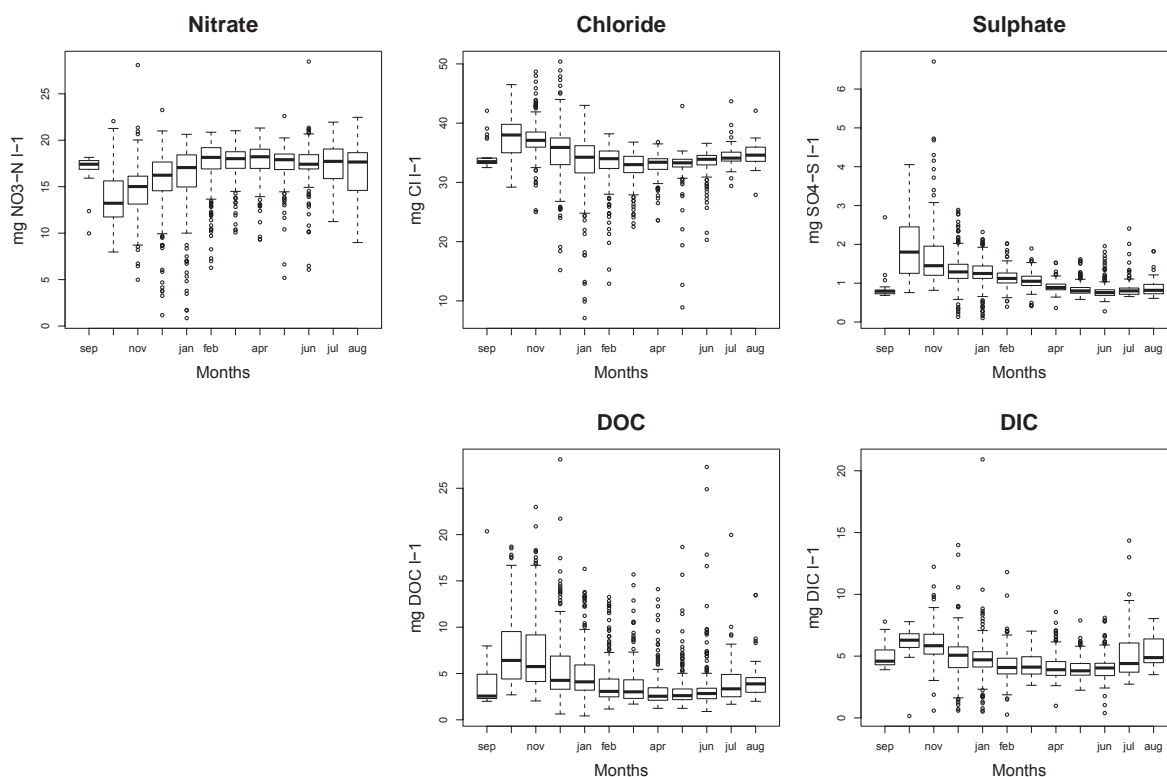 Nitrate
mg NO3−N l−1
0
5
10
15
20
25
sep
nov
jan
feb
apr
jun
jul
aug
Months
Chloride
mg Cl l−1
10
20
30
40
50
sep
nov
jan
feb
apr
jun
jul
aug
Months
Sulphate
mg SO4−S l−1
0
1
2
3
4
5
6
sep
nov
jan
feb
apr
jun
jul
aug
Months
DOC
mg DOC l−1
0
5
10
15
20
25
sep
nov
jan
feb
apr
jun
jul
aug
Months
DIC
mg DIC l−1
0
5
10
15
20
sep
nov
jan
feb
apr
jun
jul
aug
Months